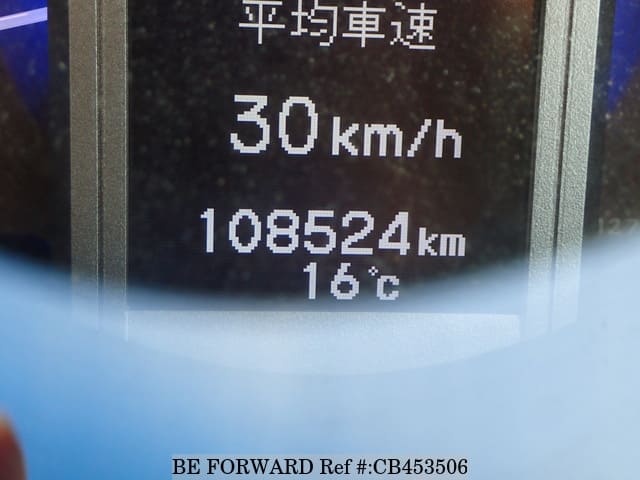 平均車速
30km/h
108524km
16℃
BE FORWARD Ref #:CB453506